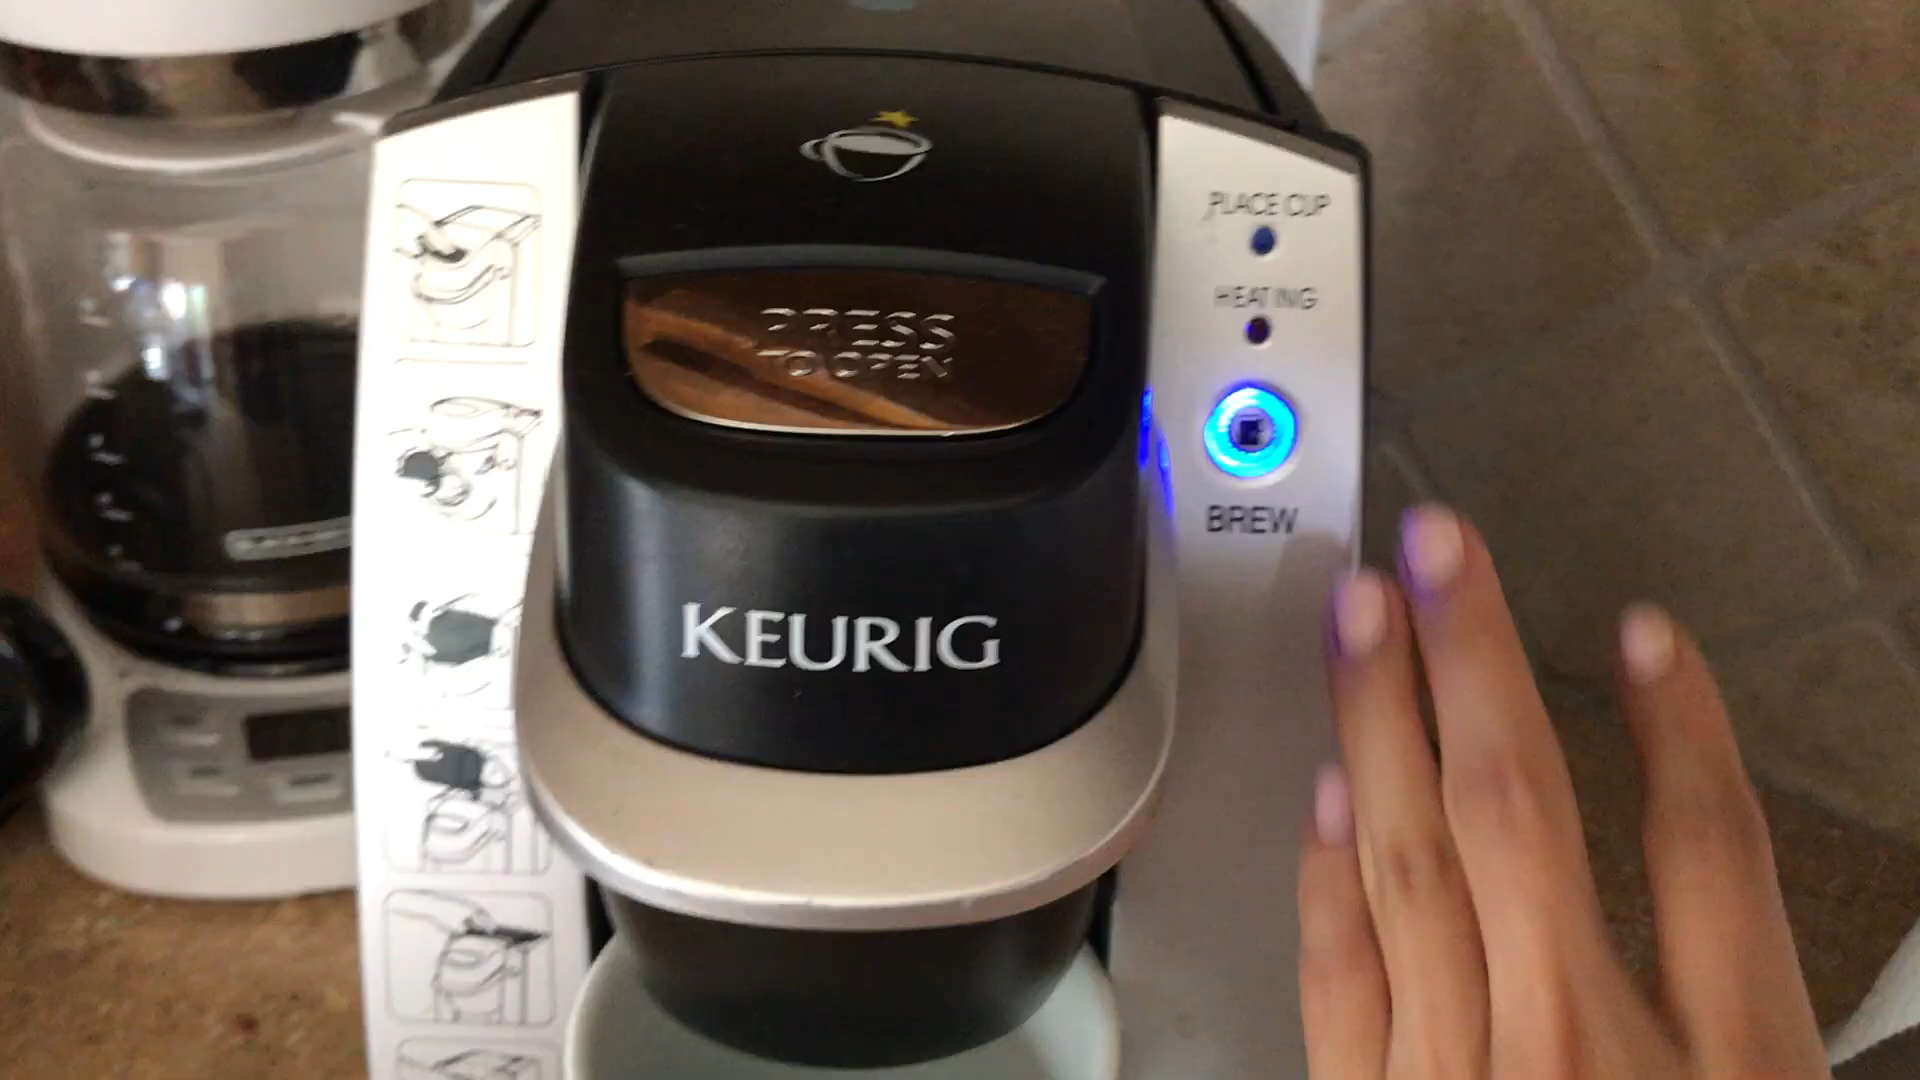 PLACE CUP
HEATING
PRESS
TO OPEN
BREW
KEURIG